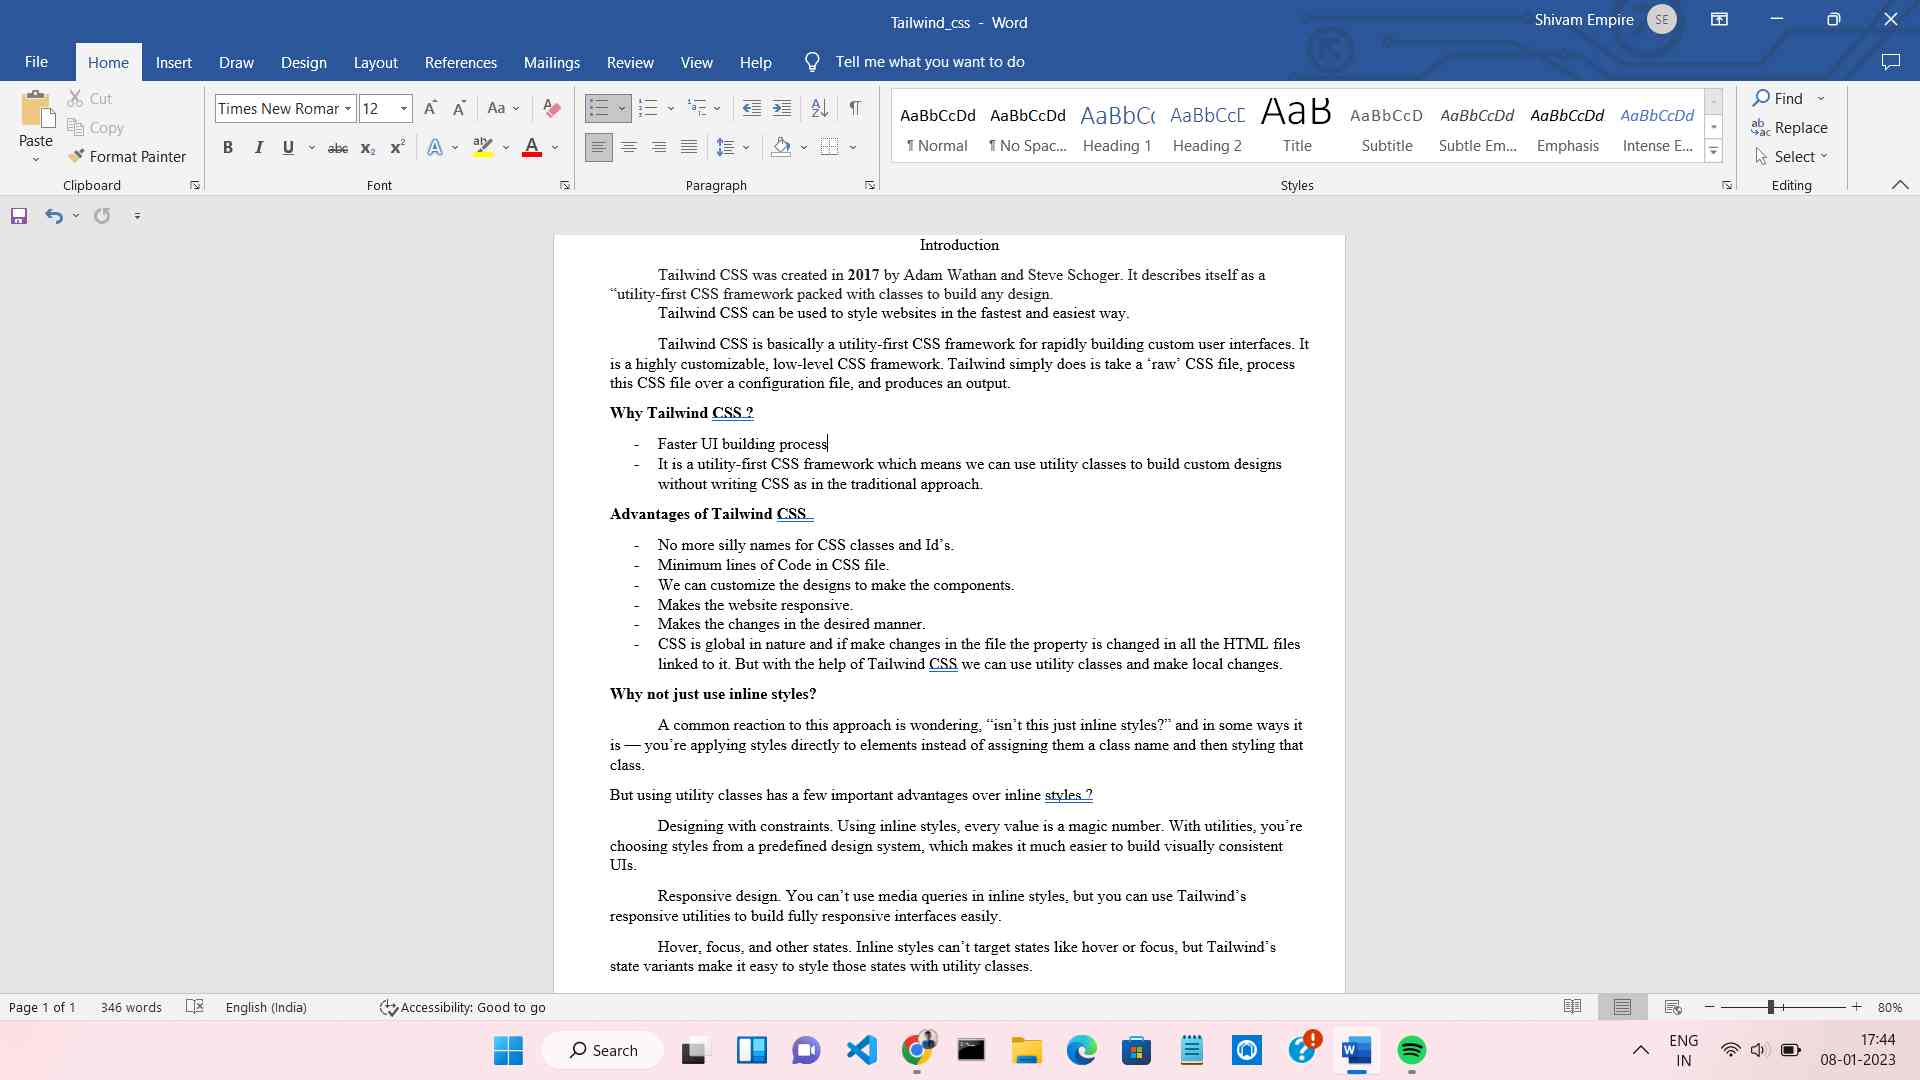 Tailwind_css - Word
Shivam Empire SE
File Home Insert Draw Design Layout References Mailings Review View Help Tell me what you want to do
Paste
Cut
Copy
Format Painter
Clipboard
Times New Romar 12
Aa
B I U abc x₂ x² A ab A
Font
Paragraph
AaBbCcDd AaBbCcDd AaBbCc AaBbCcE AaB AaBbCcD AaBbCcDd AaBbCcDd AaBbCcDd
¶ Normal ¶ No Spac... Heading 1 Heading 2 Title Subtitle Subtle Em... Emphasis Intense E...
Styles
Find
Replace
Select
Editing
Introduction
Tailwind CSS was created in 2017 by Adam Wathan and Steve Schoger. It describes itself as a
“utility-first CSS framework packed with classes to build any design.
Tailwind CSS can be used to style websites in the fastest and easiest way.
Tailwind CSS is basically a utility-first CSS framework for rapidly building custom user interfaces. It
is a highly customizable, low-level CSS framework. Tailwind simply does is take a ‘raw’ CSS file, process
this CSS file over a configuration file, and produces an output.
Why Tailwind CSS ?
- Faster UI building process
- It is a utility-first CSS framework which means we can use utility classes to build custom designs
without writing CSS as in the traditional approach.
Advantages of Tailwind CSS
- No more silly names for CSS classes and Id’s.
- Minimum lines of Code in CSS file.
- We can customize the designs to make the components.
- Makes the website responsive.
- Makes the changes in the desired manner.
- CSS is global in nature and if make changes in the file the property is changed in all the HTML files
linked to it. But with the help of Tailwind CSS we can use utility classes and make local changes.
Why not just use inline styles?
A common reaction to this approach is wondering, “isn’t this just inline styles?” and in some ways it
is — you’re applying styles directly to elements instead of assigning them a class name and then styling that
class.
But using utility classes has a few important advantages over inline styles ?
Designing with constraints. Using inline styles, every value is a magic number. With utilities, you’re
choosing styles from a predefined design system, which makes it much easier to build visually consistent
UIs.
Responsive design. You can’t use media queries in inline styles, but you can use Tailwind’s
responsive utilities to build fully responsive interfaces easily.
Hover, focus, and other states. Inline styles can’t target states like hover or focus, but Tailwind’s
state variants make it easy to style those states with utility classes.
Page 1 of 1 346 words English (India) Accessibility: Good to go 80%
Search
ENG
IN
17:44
08-01-2023